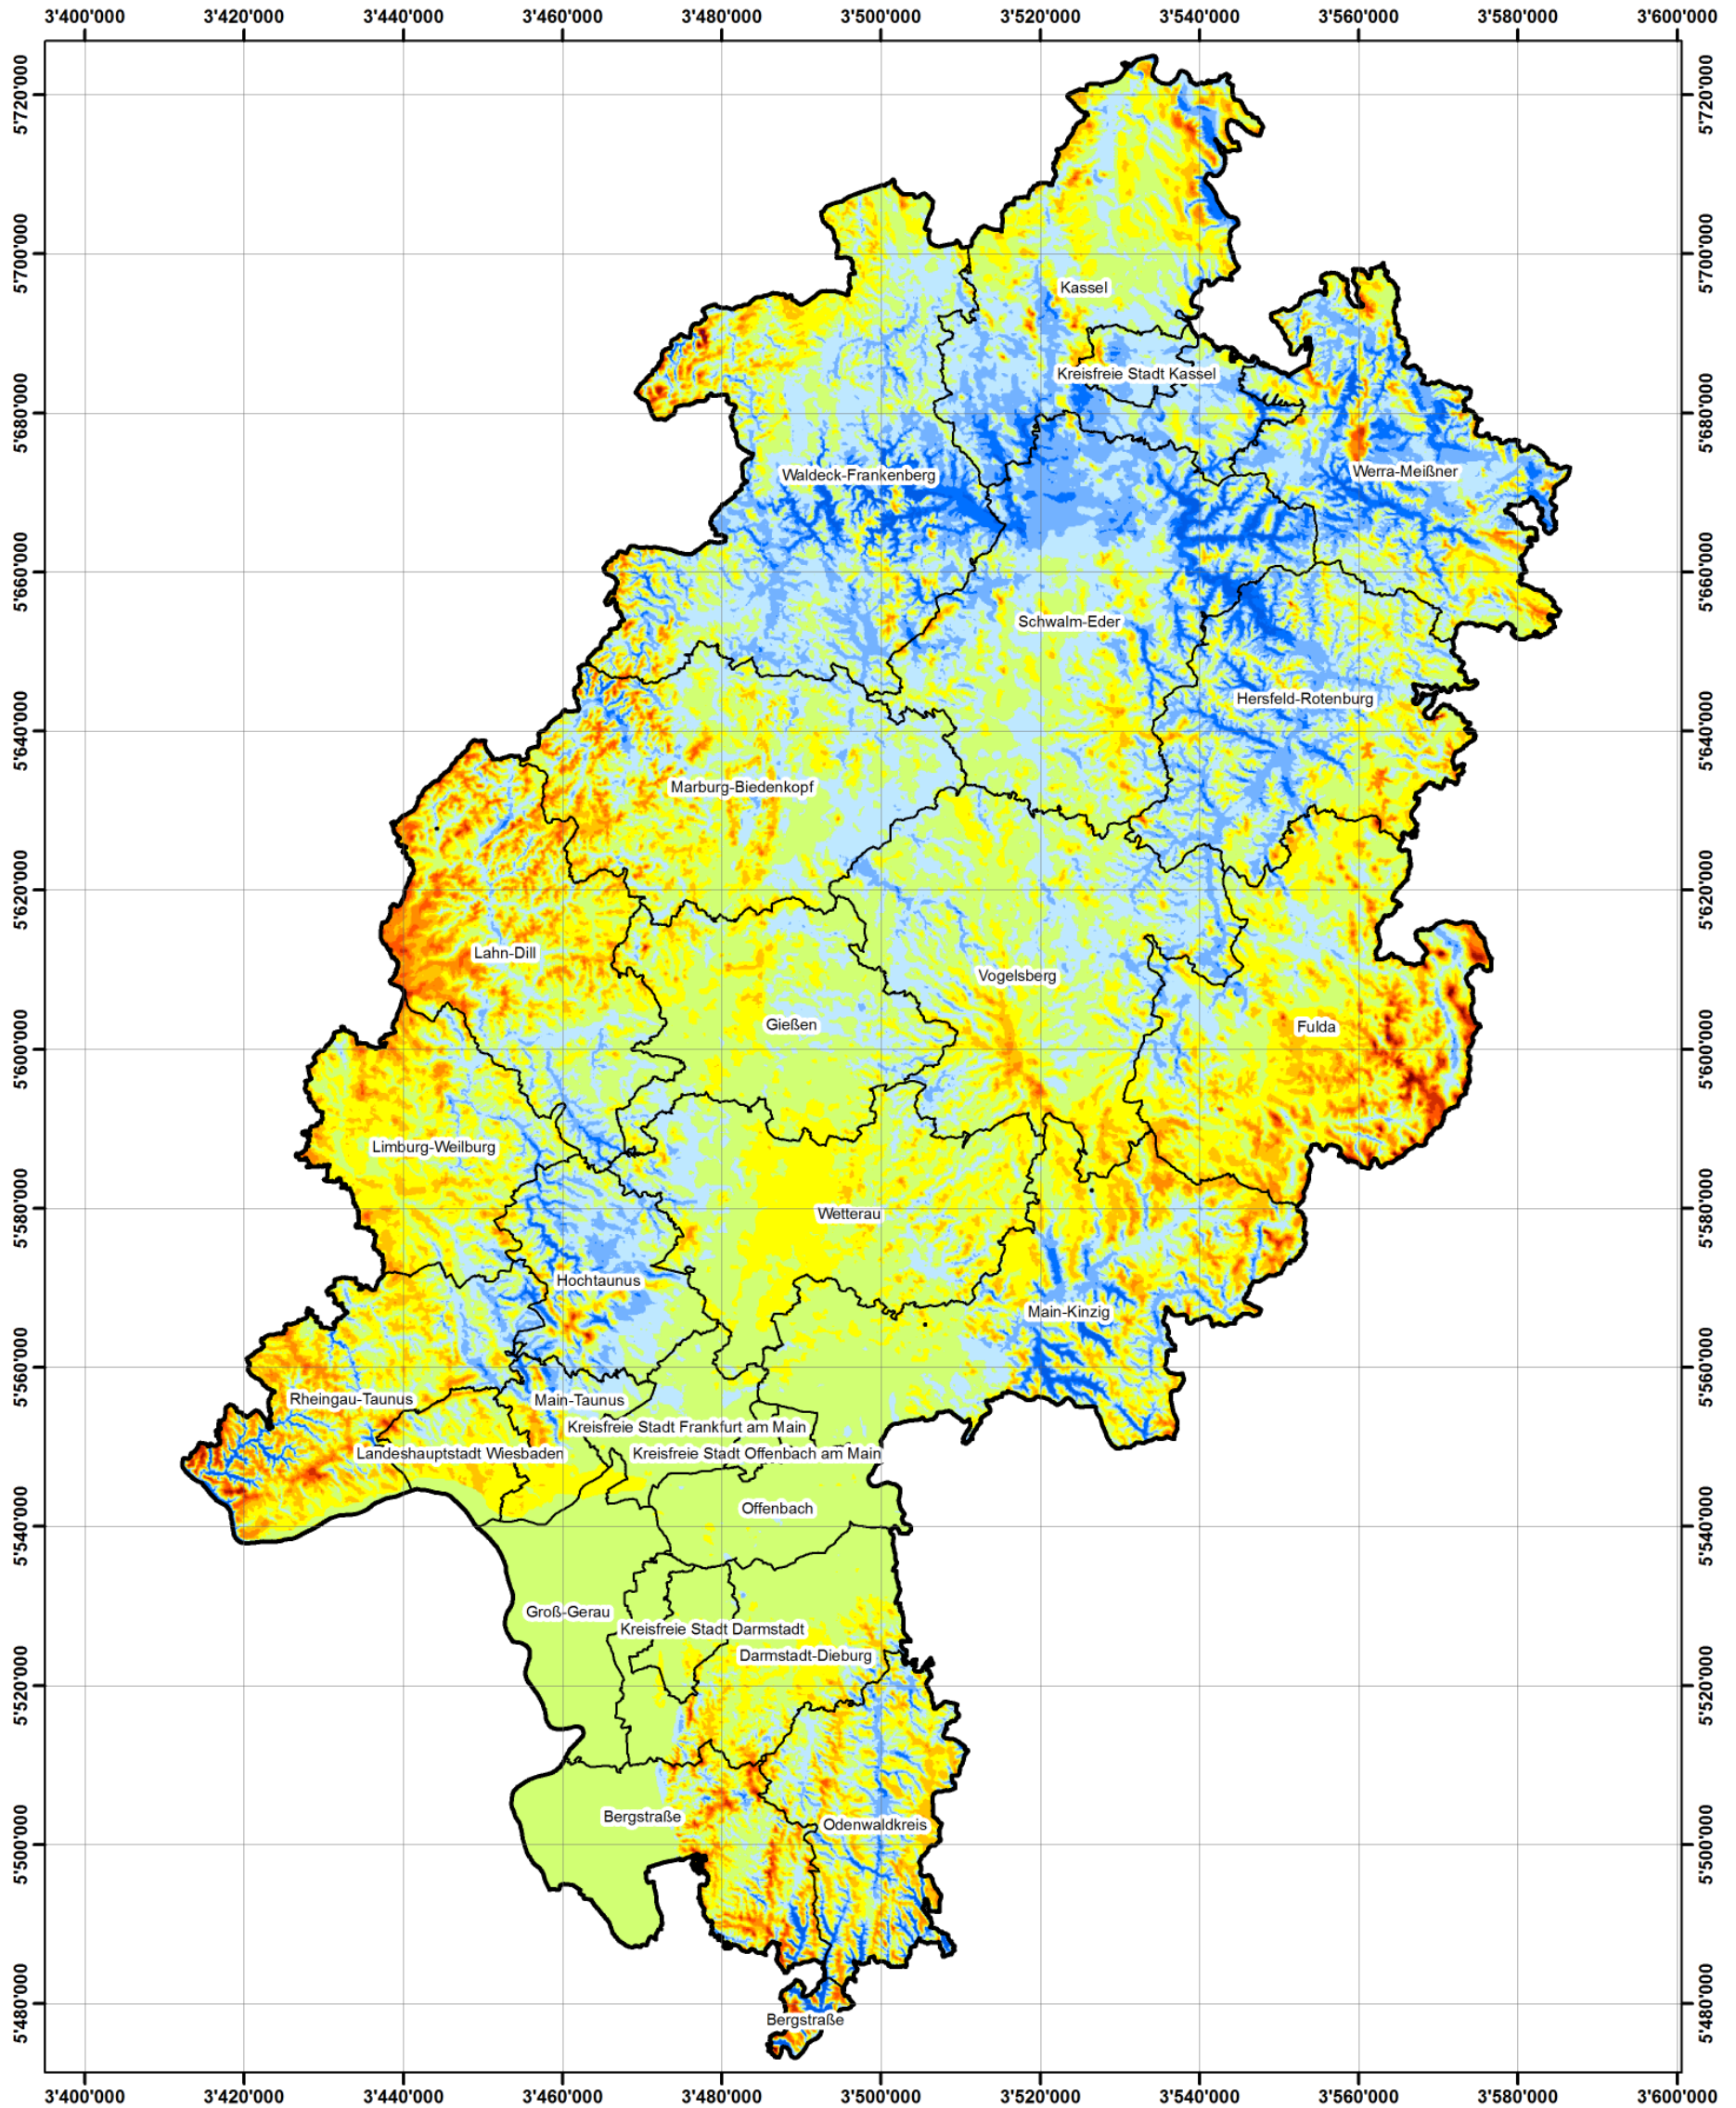 3'400'000 3'420'000 3'440'000 3'460'000 3'480'000 3'500'000 3'520'000 3'540'000 3'560'000 3'580'000 3'600'000
5'720'000 5'720'000
5'700'000 5'700'000
Kassel
Kreisfreie Stadt Kassel
5'680'000 5'680'000
Waldeck-Frankenberg Werra-Meißner
5'660'000 5'660'000
Schwalm-Eder
Hersfeld-Rotenburg
5'640'000 5'640'000
Marburg-Biedenkopf
5'620'000 5'620'000
Lahn-Dill
Vogelsberg
Gießen Fulda
5'600'000 5'600'000
Limburg-Weilburg
5'580'000 5'580'000
Wetterau
Hochtaunus
Main-Kinzig
5'560'000 5'560'000
Rheingau-Taunus Main-Taunus
Kreisfreie Stadt Frankfurt am Main
Landeshauptstadt Wiesbaden Kreisfreie Stadt Offenbach am Main
Offenbach
5'540'000 5'540'000
Groß-Gerau
Kreisfreie Stadt Darmstadt
Darmstadt-Dieburg
5'520'000 5'520'000
Bergstraße
Odenwaldkreis
5'500'000 5'500'000
5'480'000 5'480'000
Bergstraße
3'400'000 3'420'000 3'440'000 3'460'000 3'480'000 3'500'000 3'520'000 3'540'000 3'560'000 3'580'000 3'600'000